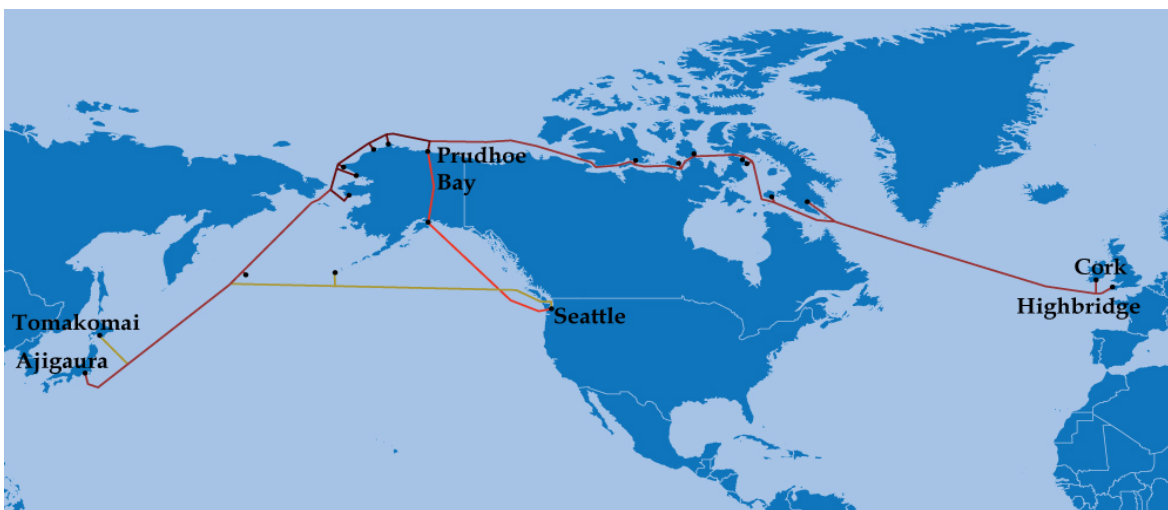 Prudhoe
Bay
Cork
Highbridge
Seattle
Tomakomai
Ajigaura